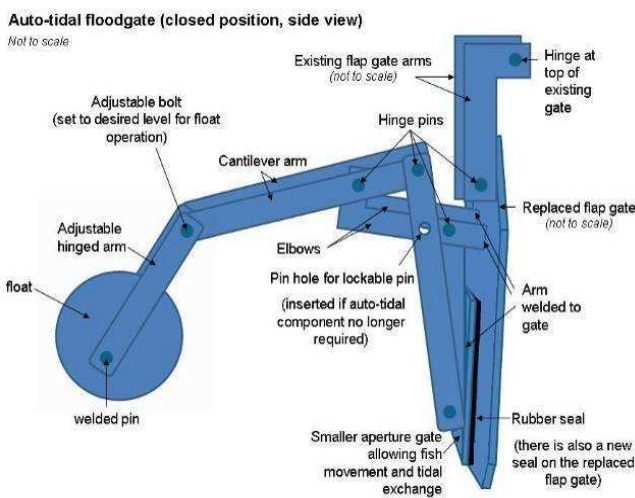 Auto-tidal floodgate (closed position, side view)
Not to scale
Existing flap gate arms
(not to scale)
Hinge at
top of
existing
gate
Adjustable bolt
(set to desired level for float
operation)
Hinge pins
Cantilever arm
Adjustable
hinged arm
Replaced flap gate
(not to scale)
Elbows
float
Pin hole for lockable pin
(inserted if auto-tidal
component no longer
required)
Arm
welded to
gate
welded pin
Rubber seal
(there is also a new
seal on the replaced
flap gate)
Smaller aperture gate
allowing fish
movement and tidal
exchange